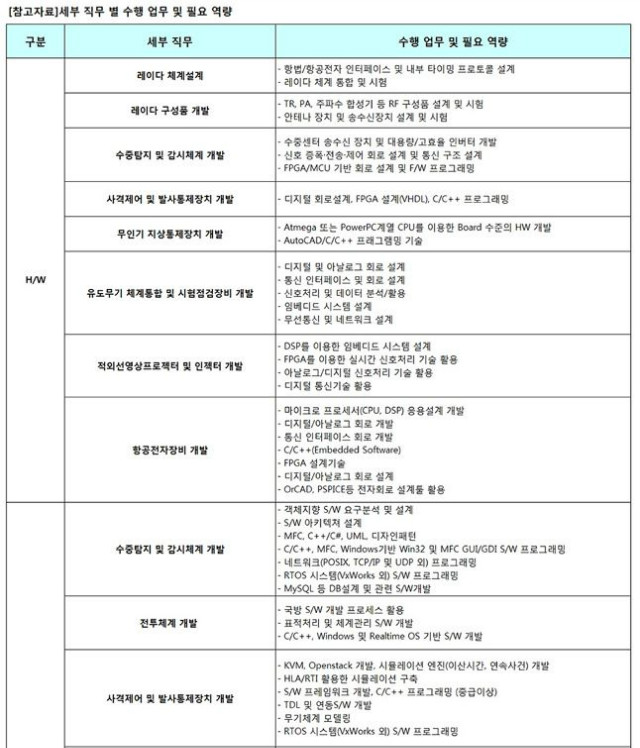 [참고자료]세부 직무 별 수행 업무 및 필요 역량
구분 세부 직무 수행 업무 및 필요 역량
H/W
레이다 체계설계
- 항법/항공전자 인터페이스 및 내부 타이밍 프로토콜 설계
- 레이다 체계 통합 및 시험
레이다 구성품 개발
- TR, PA, 주파수 합성기 등 RF 구성품 설계 및 시험
- 안테나 장치 및 송수신장치 설계 및 시험
수중탐지 및 감시체계 개발
- 수중센터 송수신 장치 및 대용량/고효율 인버터 개발
- 신호 증폭·전송·제어 회로 설계 및 통신 구조 설계
- FPGA/MCU 기반 회로 설계 및 F/W 프로그래밍
사격제어 및 발사통제장치 개발
- 디지털 회로설계, FPGA 설계(VHDL), C/C++ 프로그래밍
무인기 지상통제장치 개발
- Atmega 또는 PowerPC계열 CPU를 이용한 Board 수준의 HW 개발
- AutoCAD/C/C++ 프래그램밍 기술
유도무기 체계통합 및 시험점검장비 개발
- 디지털 및 아날로그 회로 설계
- 통신 인터페이스 및 회로 설계
- 신호처리 및 데이터 분석/활용
- 임베디드 시스템 설계
- 무선통신 및 네트워크 설계
적외선영상프로젝터 및 인젝터 개발
- DSP를 이용한 임베디드 시스템 설계
- FPGA를 이용한 실시간 신호처리 기술 활용
- 아날로그/디지털 신호처리 기술 활용
- 디지털 통신기술 활용
항공전자장비 개발
- 마이크로 프로세서(CPU, DSP) 응용설계 개발
- 디지털/아날로그 회로 개발
- 통신 인터페이스 회로 개발
- C/C++(Embedded Software)
- FPGA 설계기술
- 디지털/아날로그 회로 설계
- OrCAD, PSPICE등 전자회로 설계툴 활용
수중탐지 및 감시체계 개발
- 객체지향 S/W 요구분석 및 설계
- S/W 아키텍처 설계
- MFC, C++/C#, UML, 디자인패턴
- C/C++, MFC, Windows기반 Win32 및 MFC GUI/GDI S/W 프로그래밍
- 네트워크(POSIX, TCP/IP 및 UDP 외) 프로그래밍
- RTOS 시스템(VxWorks 외) S/W 프로그래밍
- MySQL 등 DB설계 및 관련 S/W개발
전투체계 개발
- 국방 S/W 개발 프로세스 활용
- 표적처리 및 체계관리 S/W 개발
- C/C++, Windows 및 Realtime OS 기반 S/W 개발
사격제어 및 발사통제장치 개발
- KVM, Openstack 개발, 시뮬레이션 엔진(이산시간, 연속사건) 개발
- HLA/RTI 활용한 시뮬레이션 구축
- S/W 프레임워크 개발, C/C++ 프로그래밍 (중급이상)
- TDL 및 연동S/W 개발
- 무기체계 모델링
- RTOS 시스템(VxWorks 외) S/W 프로그래밍